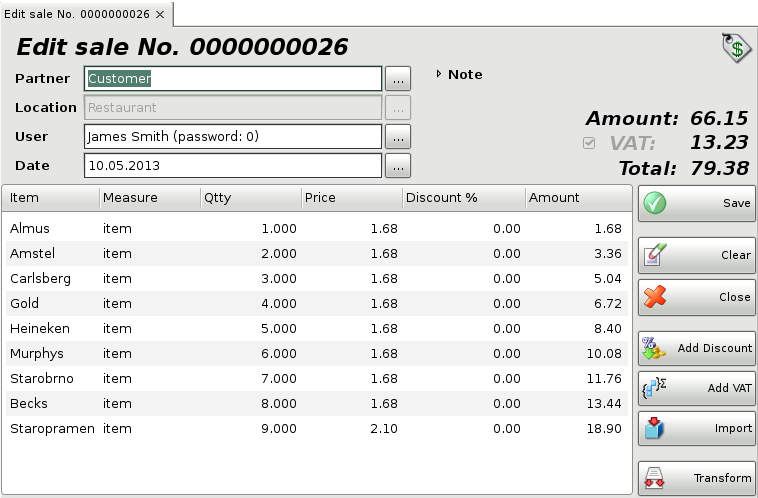 Edit sale No. 0000000026 ×
Edit sale No. 0000000026
Partner Customer ... Note
Location Restaurant ...
User James Smith (password: 0) ...
Date 10.05.2013 ...
Amount: 66.15
VAT: 13.23
Total: 79.38
Item Measure Qtty Price Discount % Amount
Almus item 1.000 1.68 0.00 1.68
Amstel item 2.000 1.68 0.00 3.36
Carlsberg item 3.000 1.68 0.00 5.04
Gold item 4.000 1.68 0.00 6.72
Heineken item 5.000 1.68 0.00 8.40
Murphys item 6.000 1.68 0.00 10.08
Starobrno item 7.000 1.68 0.00 11.76
Becks item 8.000 1.68 0.00 13.44
Staropramen item 9.000 2.10 0.00 18.90
Save
Clear
Close
Add Discount
Add VAT
Import
Transform